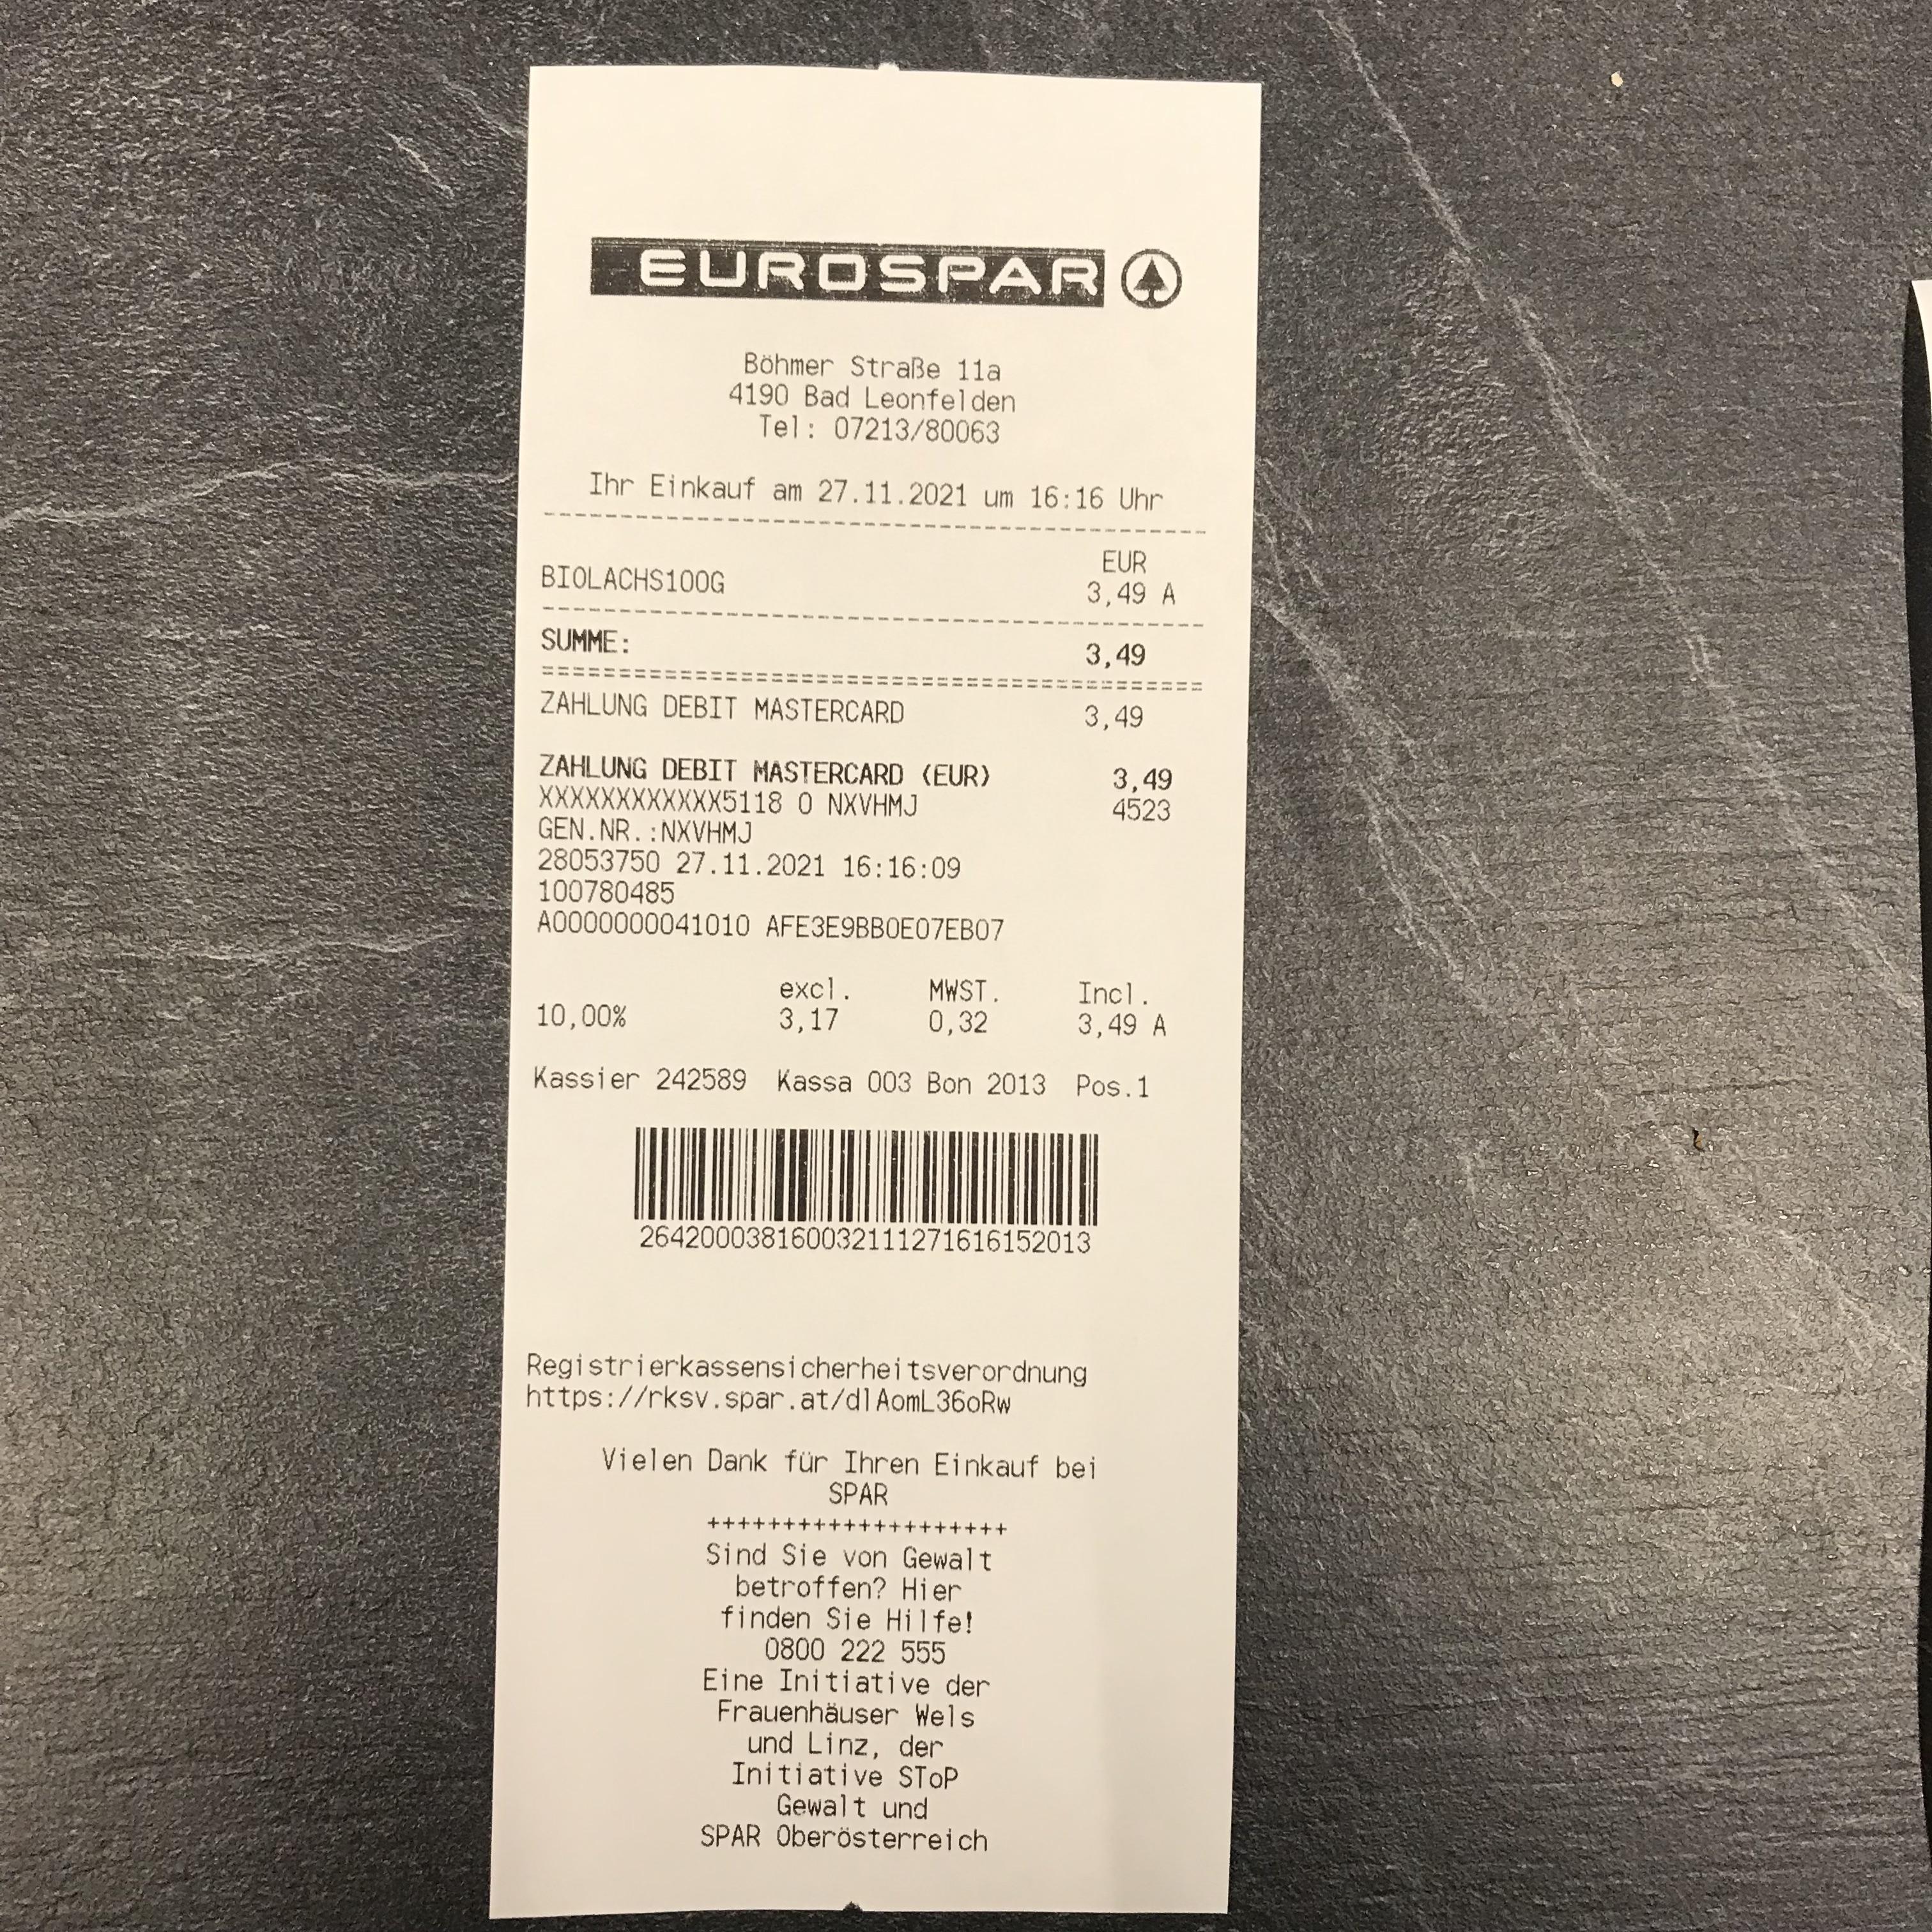 EUROSPAR
Böhmer Straße 11a
4190 Bad Leonfelden
Tel: 07213/80063
Ihr Einkauf am 27.11.2021 um 16:16 Uhr
EUR
BIOLACHS100G 3,49 A
SUMME: 3,49
ZAHLUNG DEBIT MASTERCARD 3,49
ZAHLUNG DEBIT MASTERCARD (EUR) 3,49
XXXXXXXXXXXX5118 0 NXVHMJ 4523
GEN.NR.:NXVHMJ
28053750 27.11.2021 16:16:09
100780485
A0000000041010 AFE3E9BB0E07EB07
excl. MWST. Incl.
10,00% 3,17 0,32 3,49 A
Kassier 242589 Kassa 003 Bon 2013 Pos.1
264200038160032111271616152013
Registrierkassensicherheitsverordnung
https://rksv.spar.at/dlAomL36oRw
Vielen Dank für Ihren Einkauf bei
SPAR
++++++++++++++++++++
Sind Sie von Gewalt
betroffen? Hier
finden Sie Hilfe!
0800 222 555
Eine Initiative der
Frauenhäuser Wels
und Linz, der
Initiative SToP
Gewalt und
SPAR Oberösterreich